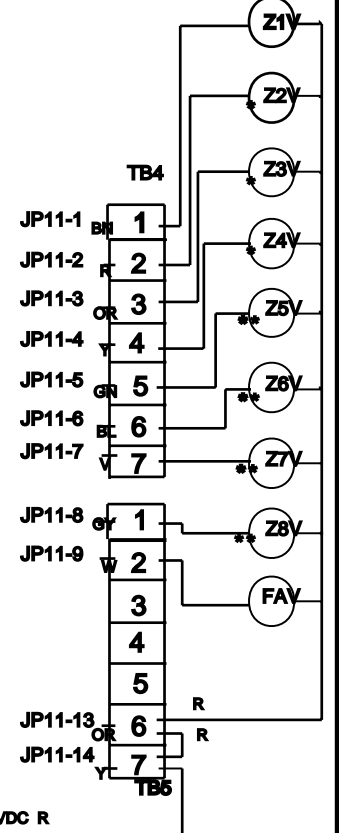 Z1V
* Z2V
TB4
* Z3V
JP11-1 BN 1
* Z4V
JP11-2 R 2
JP11-3 OR 3
** Z5V
JP11-4 Y 4
JP11-5 GN 5
** Z6V
JP11-6 BL 6
JP11-7 V 7
** Z7V
JP11-8 GY 1
** Z8V
JP11-9 W 2
FAV
3
4
5
R
JP11-13 OR 6
R
JP11-14 Y 7
TB5
VDC R